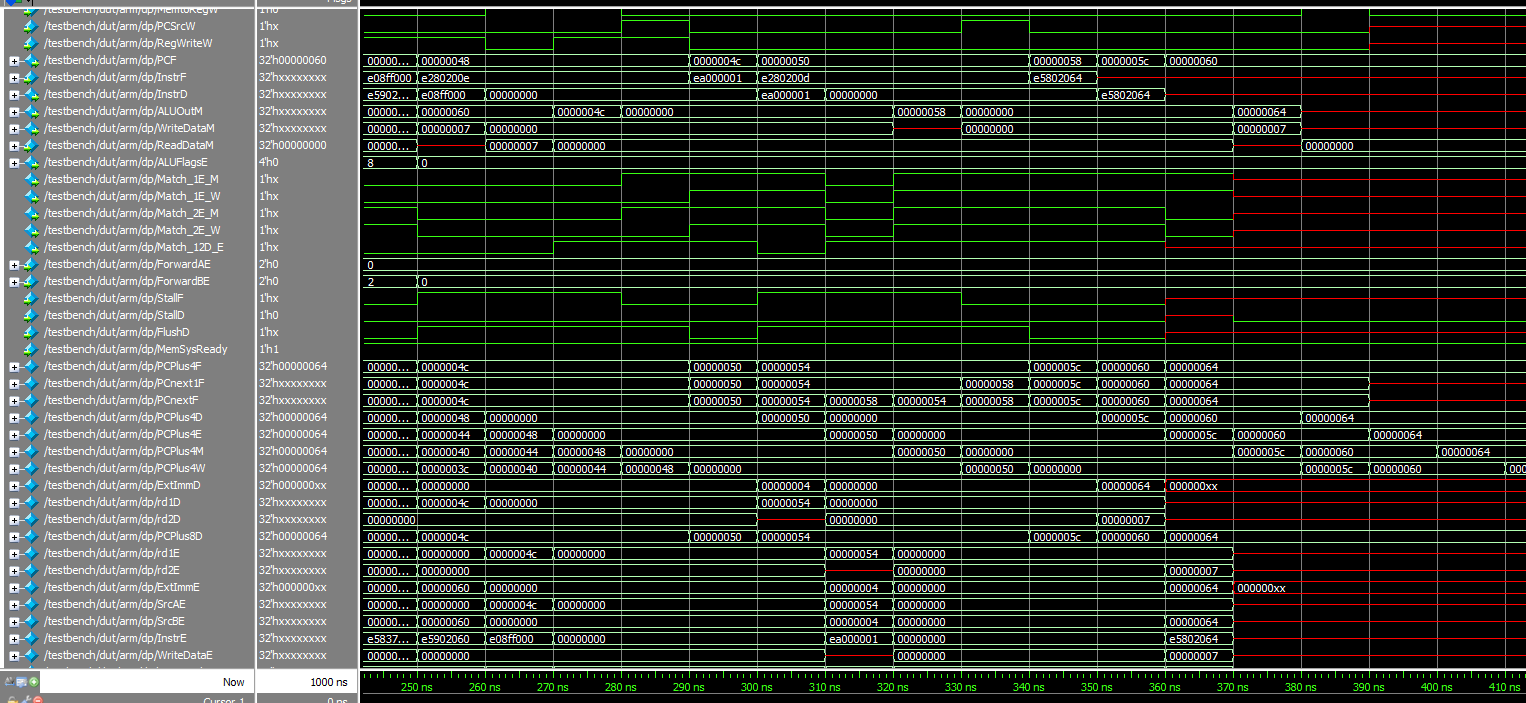 /testbench/dut/arm/dp/MemtoRegW 1'h0
/testbench/dut/arm/dp/PCSrcW 1'hx
/testbench/dut/arm/dp/RegWriteW 1'hx
/testbench/dut/arm/dp/PCF 32'h00000060 00000... 00000048 0000004c 00000050 00000058 0000005c 00000060
/testbench/dut/arm/dp/InstrF 32'hxxxxxxxx e08ff000 e280200e ea000001 e280200d e5802064
/testbench/dut/arm/dp/InstrD 32'hxxxxxxxx e5902... e08ff000 00000000 ea000001 00000000 e5802064
/testbench/dut/arm/dp/ALUOutM 32'hxxxxxxxx 00000... 00000060 0000004c 00000000 00000058 00000000 00000064
/testbench/dut/arm/dp/WriteDataM 32'hxxxxxxxx 00000... 00000007 00000000 00000000 00000007
/testbench/dut/arm/dp/ReadDataM 32'h00000000 00000... 00000007 00000000 00000000
/testbench/dut/arm/dp/ALUFlagsE 4'h0 8 0
/testbench/dut/arm/dp/Match_1E_M 1'hx
/testbench/dut/arm/dp/Match_1E_W 1'hx
/testbench/dut/arm/dp/Match_2E_M 1'hx
/testbench/dut/arm/dp/Match_2E_W 1'hx
/testbench/dut/arm/dp/Match_12D_E 1'hx
/testbench/dut/arm/dp/ForwardAE 2'h0 0
/testbench/dut/arm/dp/ForwardBE 2'h0 2 0
/testbench/dut/arm/dp/StallF 1'hx
/testbench/dut/arm/dp/StallD 1'h0
/testbench/dut/arm/dp/FlushD 1'hx
/testbench/dut/arm/dp/MemSysReady 1'h1
/testbench/dut/arm/dp/PCPlus4F 32'h00000064 00000... 0000004c 00000050 00000054 0000005c 00000060 00000064
/testbench/dut/arm/dp/PCnext1F 32'hxxxxxxxx 00000... 0000004c 00000050 00000054 00000058 0000005c 00000060 00000064
/testbench/dut/arm/dp/PCnextF 32'hxxxxxxxx 00000... 0000004c 00000050 00000054 00000058 00000054 00000058 0000005c 00000060 00000064
/testbench/dut/arm/dp/PCPlus4D 32'h00000064 00000... 00000048 00000000 00000050 00000000 0000005c 00000060 00000064
/testbench/dut/arm/dp/PCPlus4E 32'h00000064 00000... 00000044 00000048 00000000 00000050 00000000 0000005c 00000060 00000064
/testbench/dut/arm/dp/PCPlus4M 32'h00000064 00000... 00000040 00000044 00000048 00000000 00000050 00000000 0000005c 00000060 00000064
/testbench/dut/arm/dp/PCPlus4W 32'h00000064 00000... 0000003c 00000040 00000044 00000048 00000000 00000050 00000000 0000005c 00000060 000
/testbench/dut/arm/dp/ExtImmD 32'h000000xx 00000... 00000000 00000004 00000000 00000064 000000xx
/testbench/dut/arm/dp/rd1D 32'hxxxxxxxx 00000... 0000004c 00000000 00000054 00000000
/testbench/dut/arm/dp/rd2D 32'hxxxxxxxx 00000000 00000000 00000007
/testbench/dut/arm/dp/PCPlus8D 32'h00000064 00000... 0000004c 00000050 00000054 0000005c 00000060 00000064
/testbench/dut/arm/dp/rd1E 32'hxxxxxxxx 00000... 00000000 0000004c 00000000 00000054 00000000
/testbench/dut/arm/dp/rd2E 32'hxxxxxxxx 00000... 00000000 00000000 00000007
/testbench/dut/arm/dp/ExtImmE 32'h000000xx 00000... 00000060 00000000 00000004 00000000 00000064 000000xx
/testbench/dut/arm/dp/SrcAE 32'hxxxxxxxx 00000... 00000000 0000004c 00000000 00000054 00000000
/testbench/dut/arm/dp/SrcBE 32'hxxxxxxxx 00000... 00000060 00000000 00000004 00000000 00000064
/testbench/dut/arm/dp/InstrE 32'hxxxxxxxx e5837... e5902060 e08ff000 00000000 ea000001 00000000 e5802064
/testbench/dut/arm/dp/WriteDataE 32'hxxxxxxxx 00000... 00000000 00000000 00000007
Now 1000 ns
250 ns 260 ns 270 ns 280 ns 290 ns 300 ns 310 ns 320 ns 330 ns 340 ns 350 ns 360 ns 370 ns 380 ns 390 ns 400 ns 410 ns
Cursor 1 0 ns